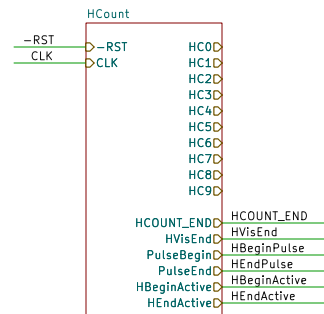 HCount
-RST -RST HC0
CLK CLK HC1
HC2
HC3
HC4
HC5
HC6
HC7
HC8
HC9
HCOUNT_END HCOUNT_END
HVisEnd HVisEnd
PulseBegin HBeginPulse
PulseEnd HEndPulse
HBeginActive HBeginActive
HEndActive HEndActive